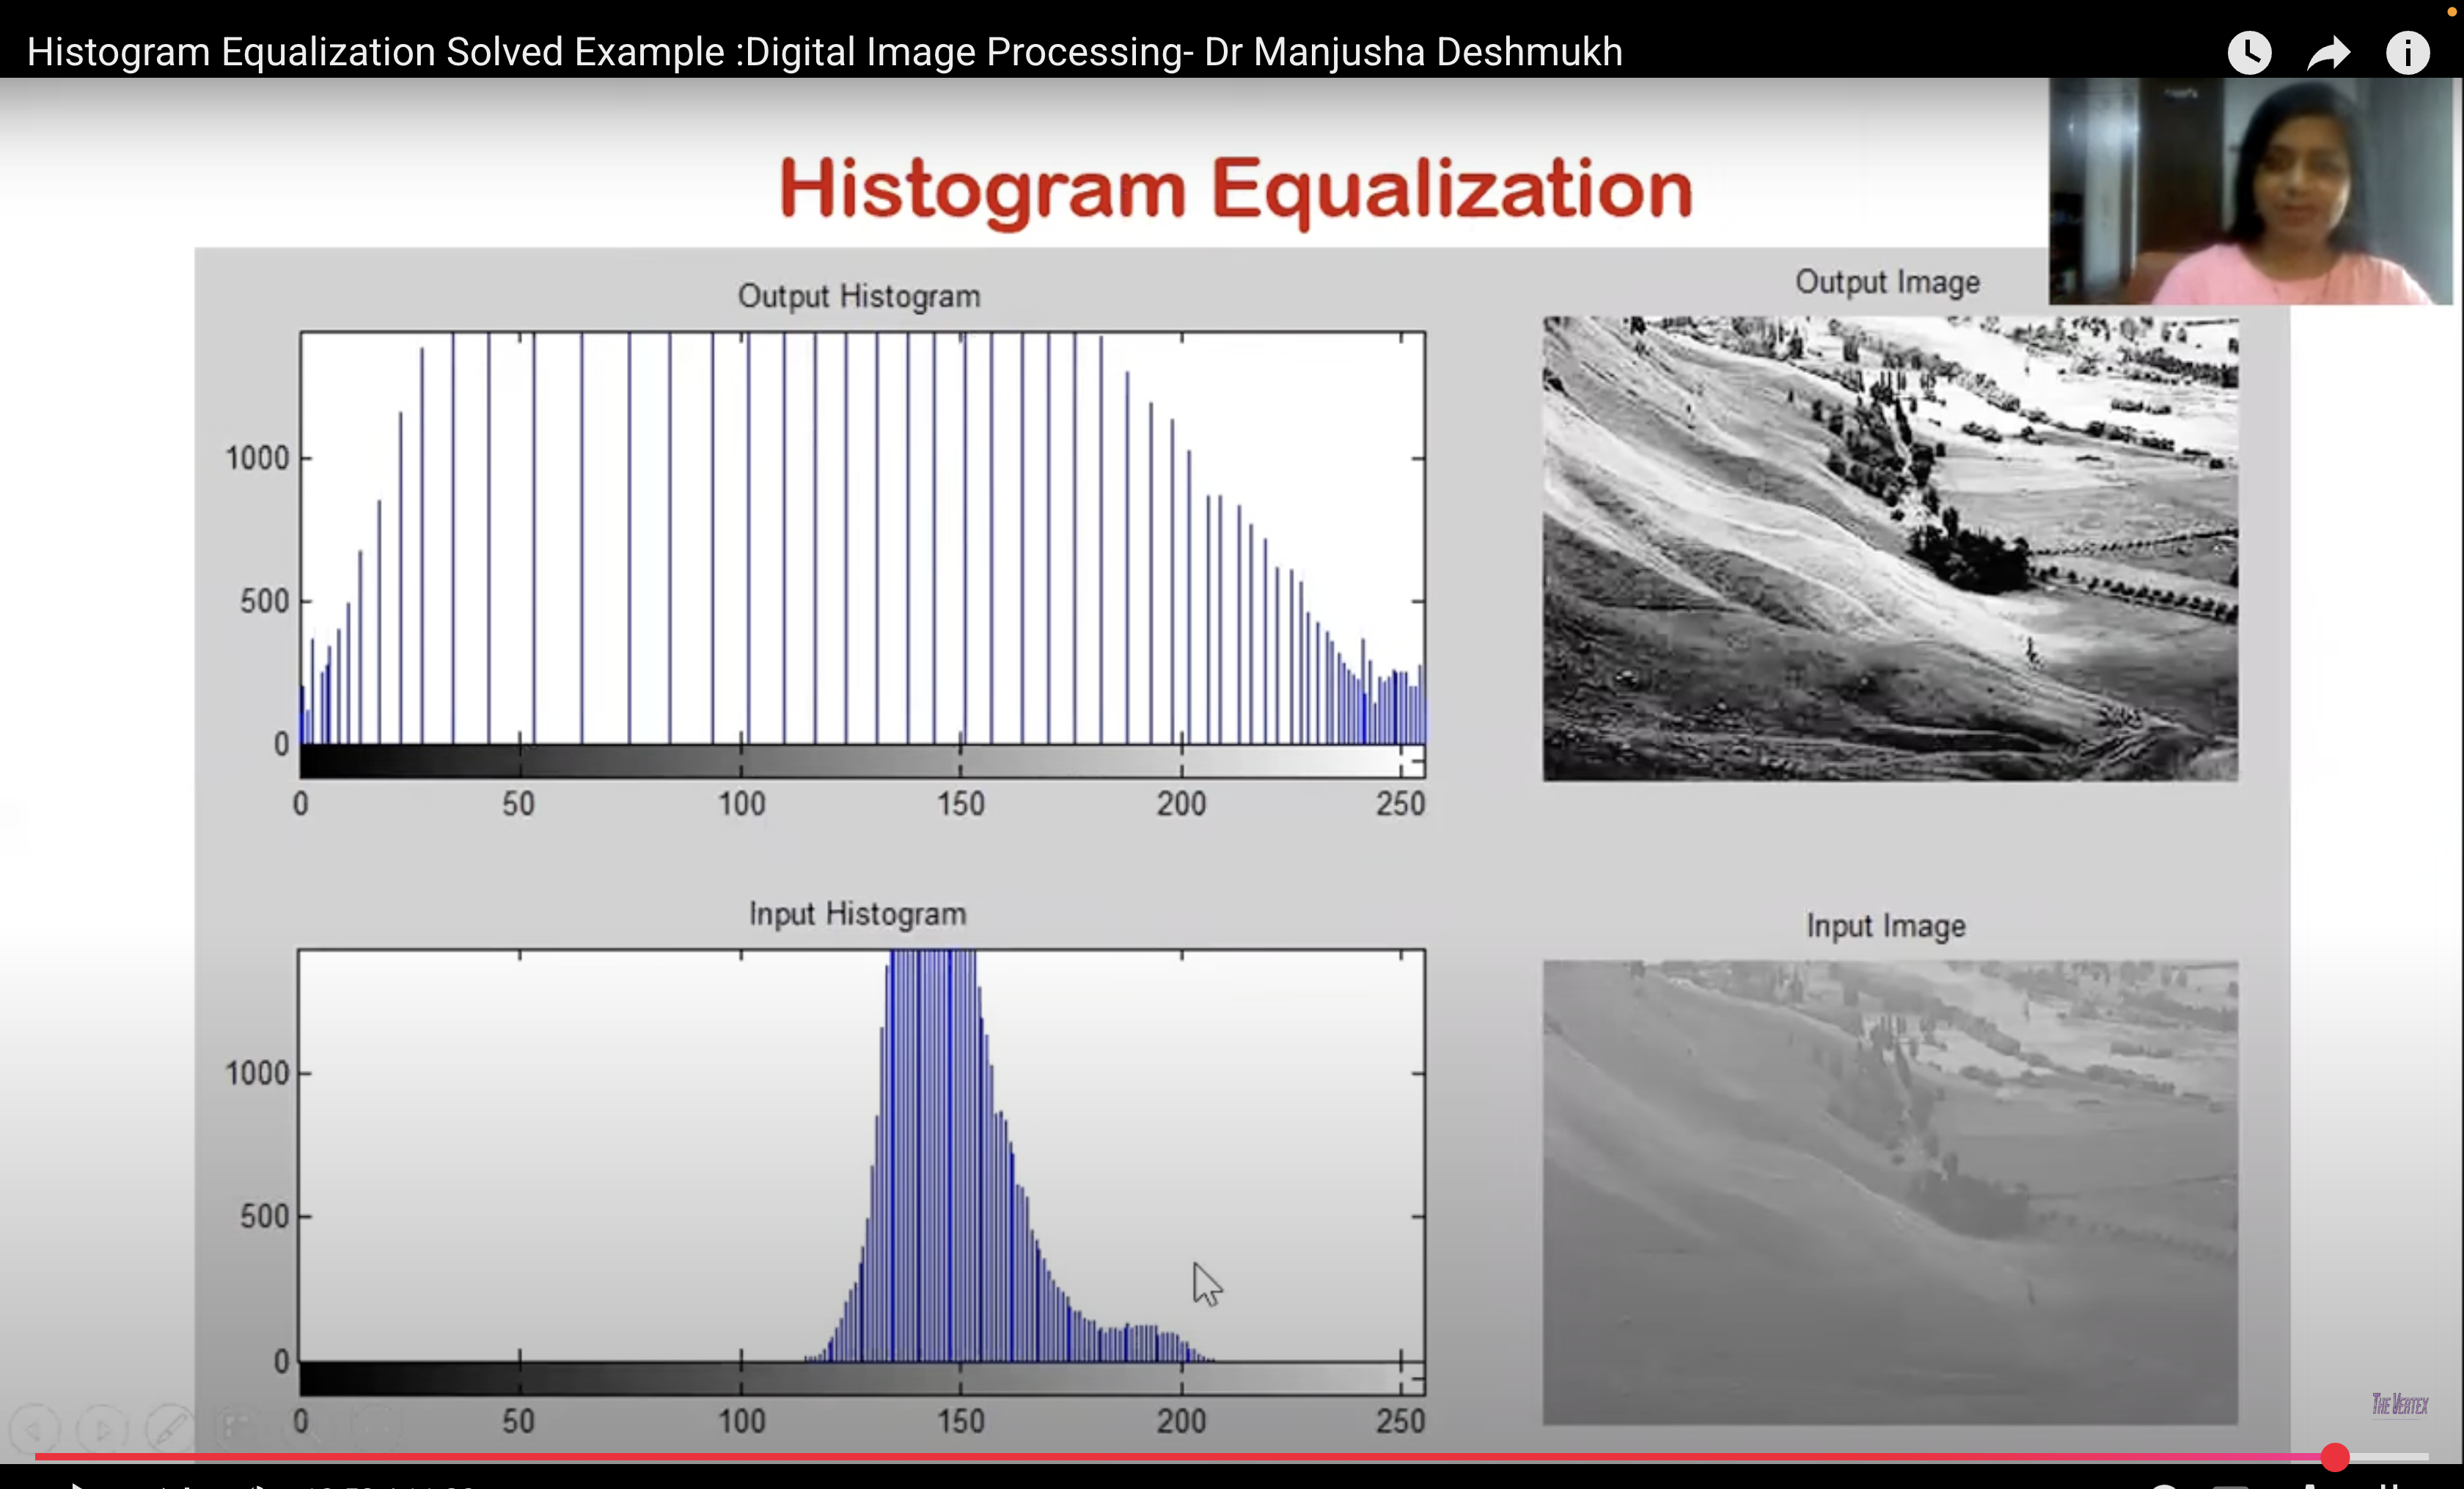 Histogram Equalization Solved Example :Digital Image Processing- Dr Manjusha Deshmukh
Histogram Equalization
Output Histogram
Output Image
1000
500
0
0 50 100 150 200 250
Input Histogram
Input Image
1000
500
0
0 50 100 150 200 250
THE VERTEX